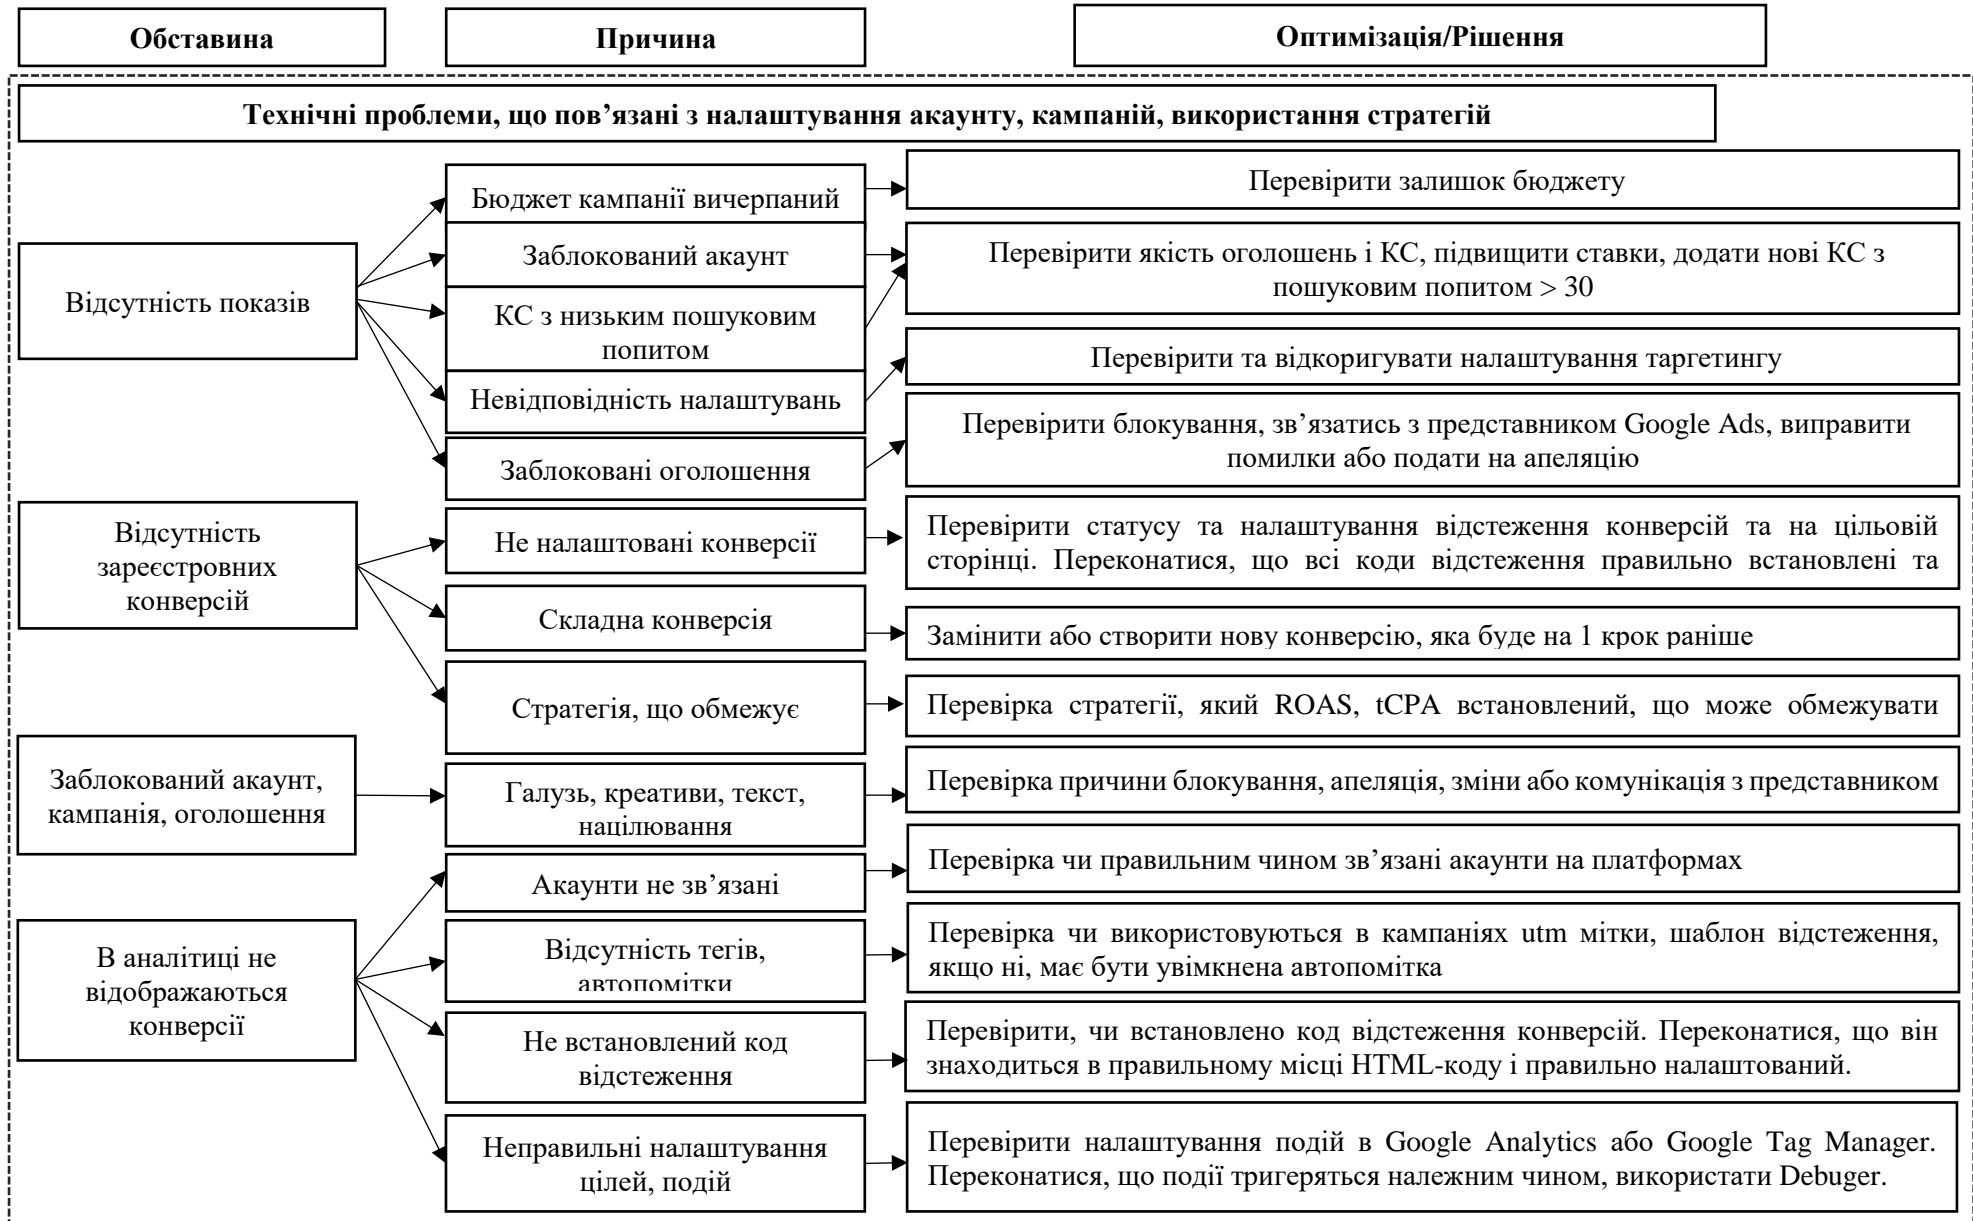 Обставина
Причина
Оптимізація/Рішення
Технічні проблеми, що пов’язані з налаштування акаунту, кампаній, використання стратегій
Відсутність показів
Бюджет кампанії вичерпаний
Перевірити залишок бюджету
Заблокований акаунт
Перевірити якість оголошень і КС, підвищити ставки, додати нові КС з
пошуковим попитом > 30
КС з низьким пошуковим
попитом
Невідповідність налаштувань
Перевірити та відкоригувати налаштування таргетингу
Заблоковані оголошення
Перевірити блокування, зв’язатись з представником Google Ads, виправити
помилки або подати на апеляцію
Відсутність
зареєстровних
конверсій
Не налаштовані конверсії
Перевірити статусу та налаштування відстеження конверсій та на цільовій
сторінці. Переконатися, що всі коди відстеження правильно встановлені та
Складна конверсія
Замінити або створити нову конверсію, яка буде на 1 крок раніше
Стратегія, що обмежує
Перевірка стратегії, який ROAS, tCPA встановлений, що може обмежувати
Заблокований акаунт,
кампанія, оголошення
Галузь, креативи, текст,
націлювання
Перевірка причини блокування, апеляція, зміни або комунікація з представником
В аналітиці не
відображаються
конверсії
Акаунти не зв’язані
Перевірка чи правильним чином зв’язані акаунти на платформах
Відсутність тегів,
автопомітки
Перевірка чи використовуються в кампаніях utm мітки, шаблон відстеження,
якщо ні, має бути увімкнена автопомітка
Не встановлений код
відстеження
Перевірити, чи встановлено код відстеження конверсій. Переконатися, що він
знаходиться в правильному місці HTML-коду і правильно налаштований.
Неправильні налаштування
цілей, подій
Перевірити налаштування подій в Google Analytics або Google Tag Manager.
Переконатися, що події тригеряться належним чином, використати Debuger.